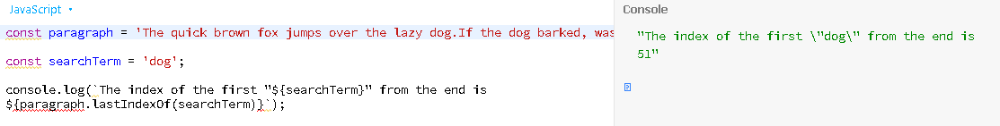 JavaScript
const paragraph = 'The quick brown fox jumps over the lazy dog.If the dog barked, was
const searchTerm = 'dog';
console.log(`The index of the first "${searchTerm}" from the end is
${paragraph.lastIndexOf(searchTerm)}`);
Console
"The index of the first \"dog\" from the end is
51"